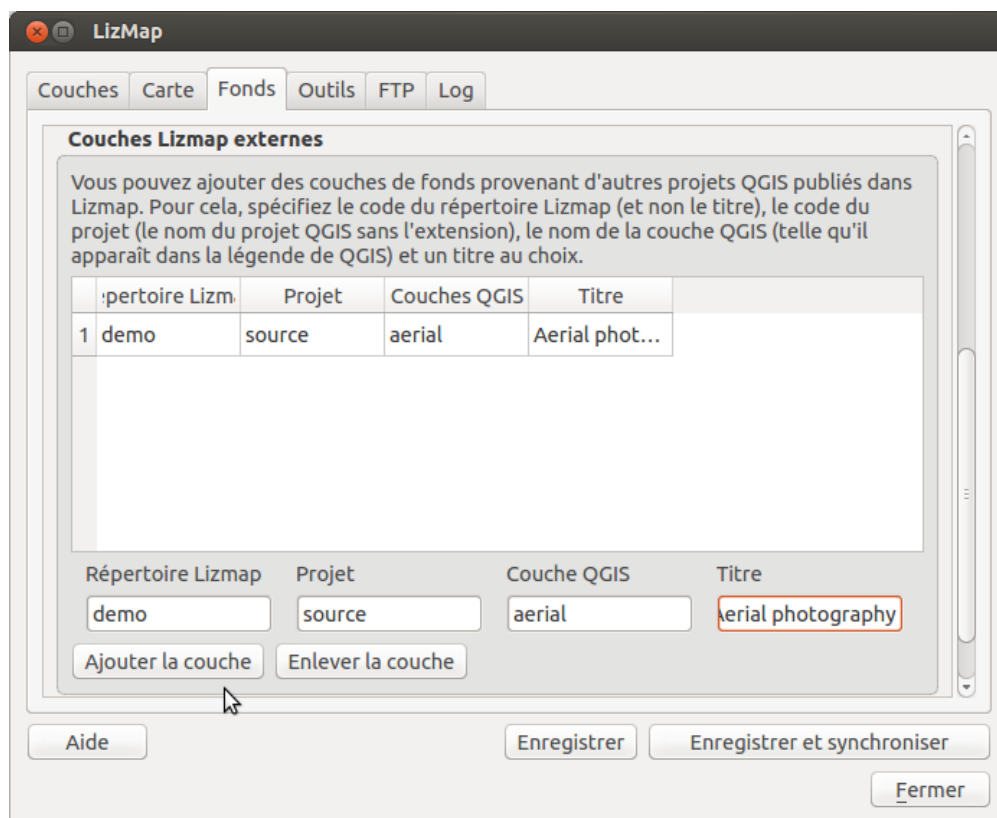 LizMap
Couches Carte Fonds Outils FTP Log
Couches Lizmap externes
Vous pouvez ajouter des couches de fonds provenant d'autres projets QGIS publiés dans
Lizmap. Pour cela, spécifiez le code du répertoire Lizmap (et non le titre), le code du
projet (le nom du projet QGIS sans l'extension), le nom de la couche QGIS (telle qu'il
apparaît dans la légende de QGIS) et un titre au choix.
épertoire Lizm Projet Couches QGIS Titre
1 demo source aerial Aerial phot...
Répertoire Lizmap Projet Couche QGIS Titre
demo source aerial Aerial photography
Ajouter la couche Enlever la couche
Aide Enregistrer Enregistrer et synchroniser
Fermer